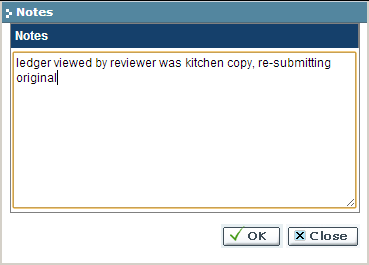 Notes
Notes
ledger viewed by reviewer was kitchen copy, re-submitting
original
OK
Close